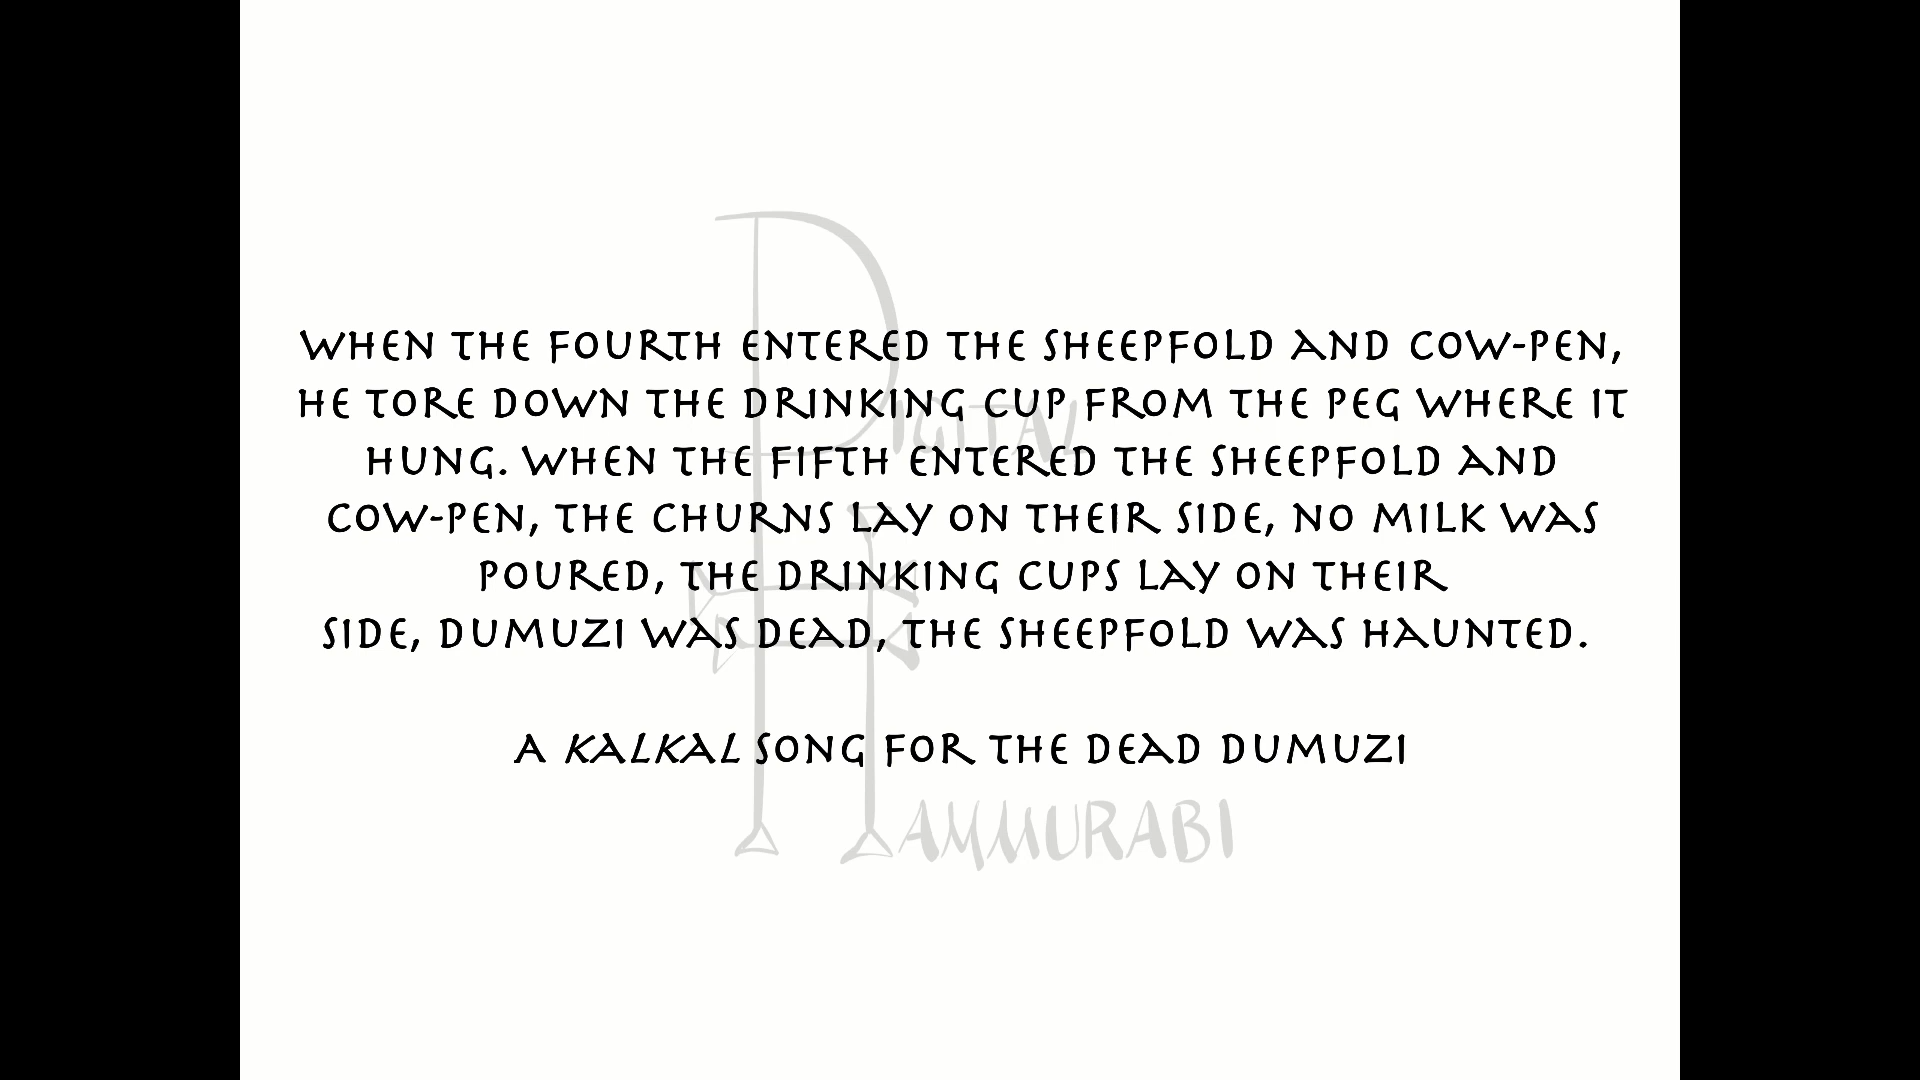 WHEN THE FOURTH ENTERED THE SHEEPFOLD AND COW-PEN,
HE TORE DOWN THE DRINKING CUP FROM THE PEG WHERE IT
HUNG. WHEN THE FIFTH ENTERED THE SHEEPFOLD AND
COW-PEN, THE CHURNS LAY ON THEIR SIDE, NO MILK WAS
POURED, THE DRINKING CUPS LAY ON THEIR
SIDE, DUMUZI WAS DEAD, THE SHEEPFOLD WAS HAUNTED.
A KALKAL SONG FOR THE DEAD DUMUZI
DIGITAL
HAMMURABI